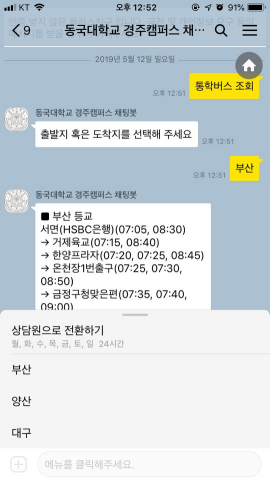 KT 오후 12:52 91%
9 동국대학교 경주캠퍼스 채···
2019년 5월 12일 일요일
통학버스 조회
오후 12:51
동국대학교 경주캠퍼스 채팅봇
출발지 혹은 도착지를 선택해 주세요
오후 12:51
부산
오후 12:51
동국대학교 경주캠퍼스 채팅봇
■ 부산 등교
서면(HSBC은행)(07:05, 08:30)
→ 거제육교(07:15, 08:40)
→ 한양프라자(07:20, 07:25, 08:45)
→ 온천장1번출구(07:25, 07:30,
08:50)
→ 금정구청맞은편(07:35, 07:40,
09:00)
상담원으로 전환하기
월, 화, 수, 목, 금, 토, 일 24시간
부산
양산
대구
메뉴를 클릭해주세요.